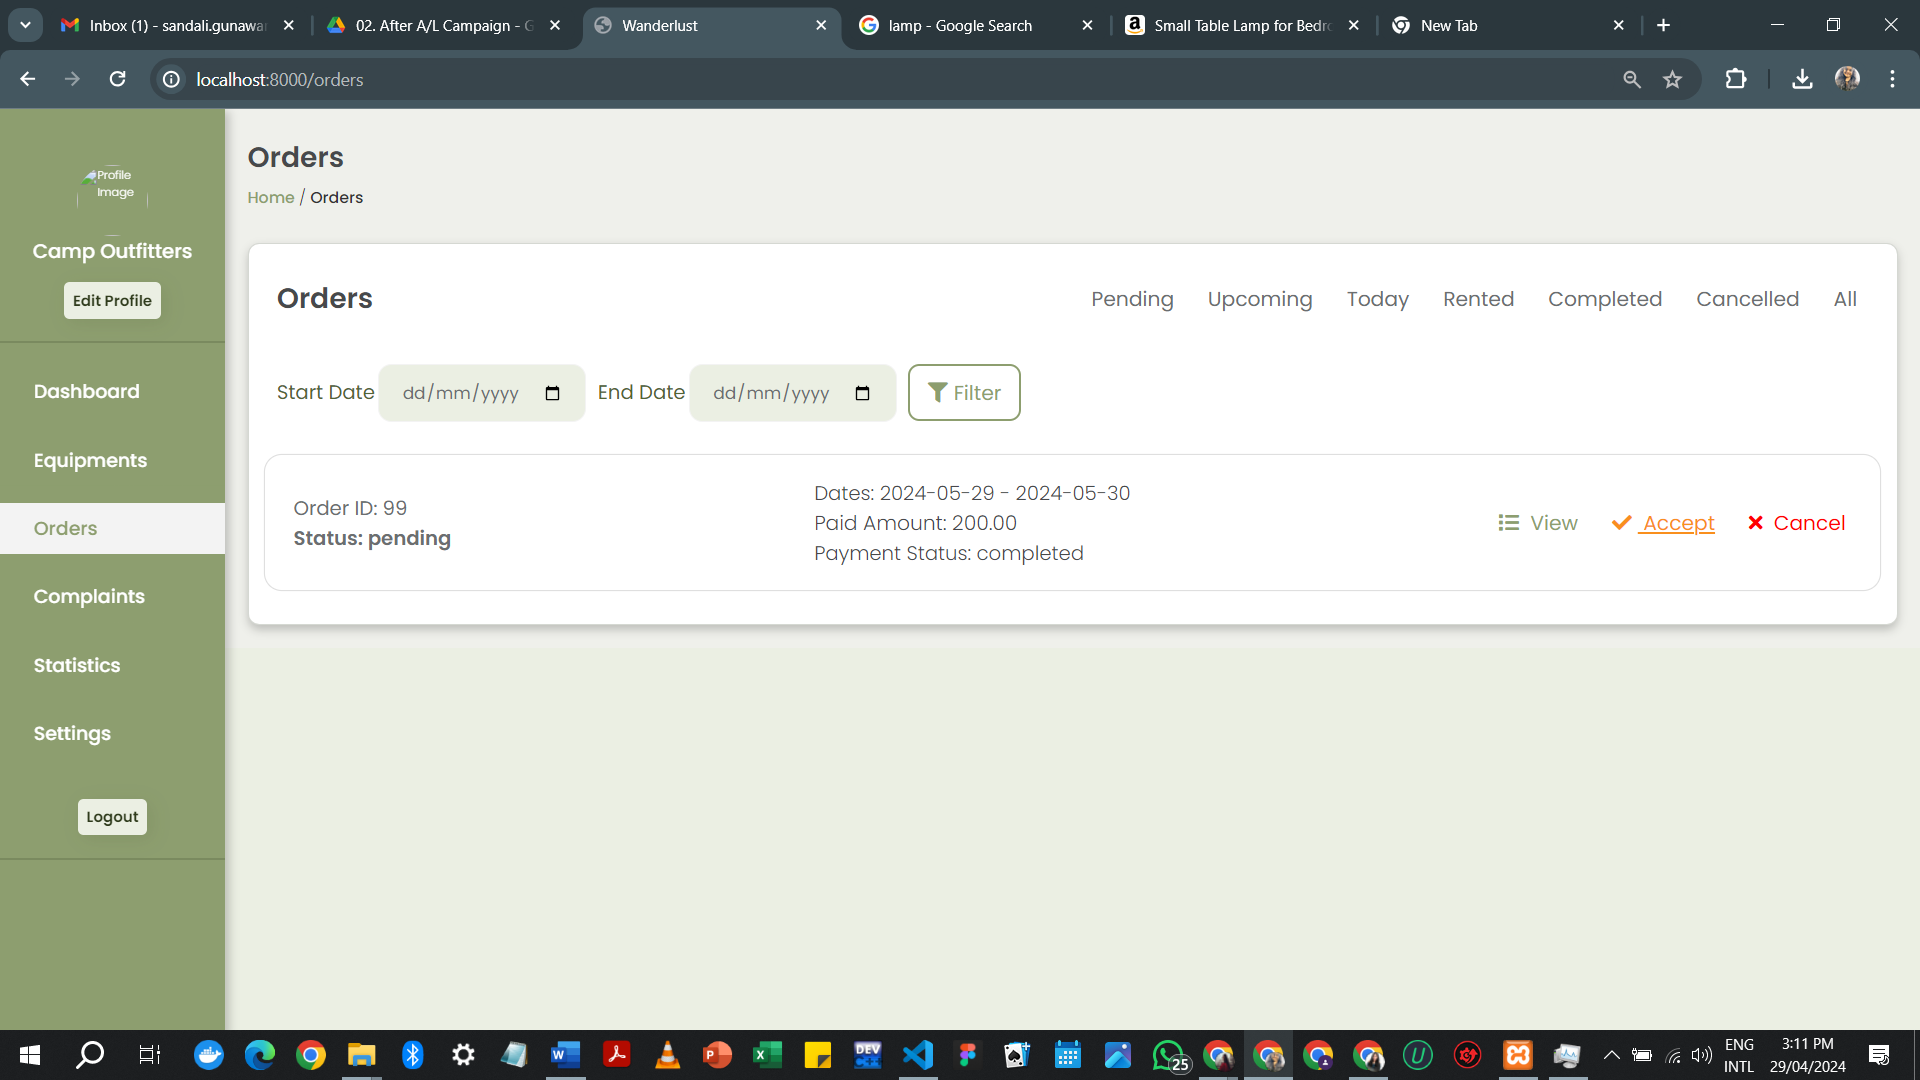 Inbox (1) - sandali.gunawa
02. After A/L Campaign - G
Wanderlust
lamp - Google Search
Small Table Lamp for Bedro
New Tab
localhost:8000/orders
Profile
Image
Camp Outfitters
Edit Profile
Dashboard
Equipments
Orders
Complaints
Statistics
Settings
Logout
Orders
Home / Orders
Orders
Pending Upcoming Today Rented Completed Cancelled All
Start Date dd/mm/yyyy End Date dd/mm/yyyy Filter
Order ID: 99
Status: pending
Dates: 2024-05-29 - 2024-05-30
Paid Amount: 200.00
Payment Status: completed
View Accept Cancel
DEV
25
ENG
INTL
3:11 PM
29/04/2024